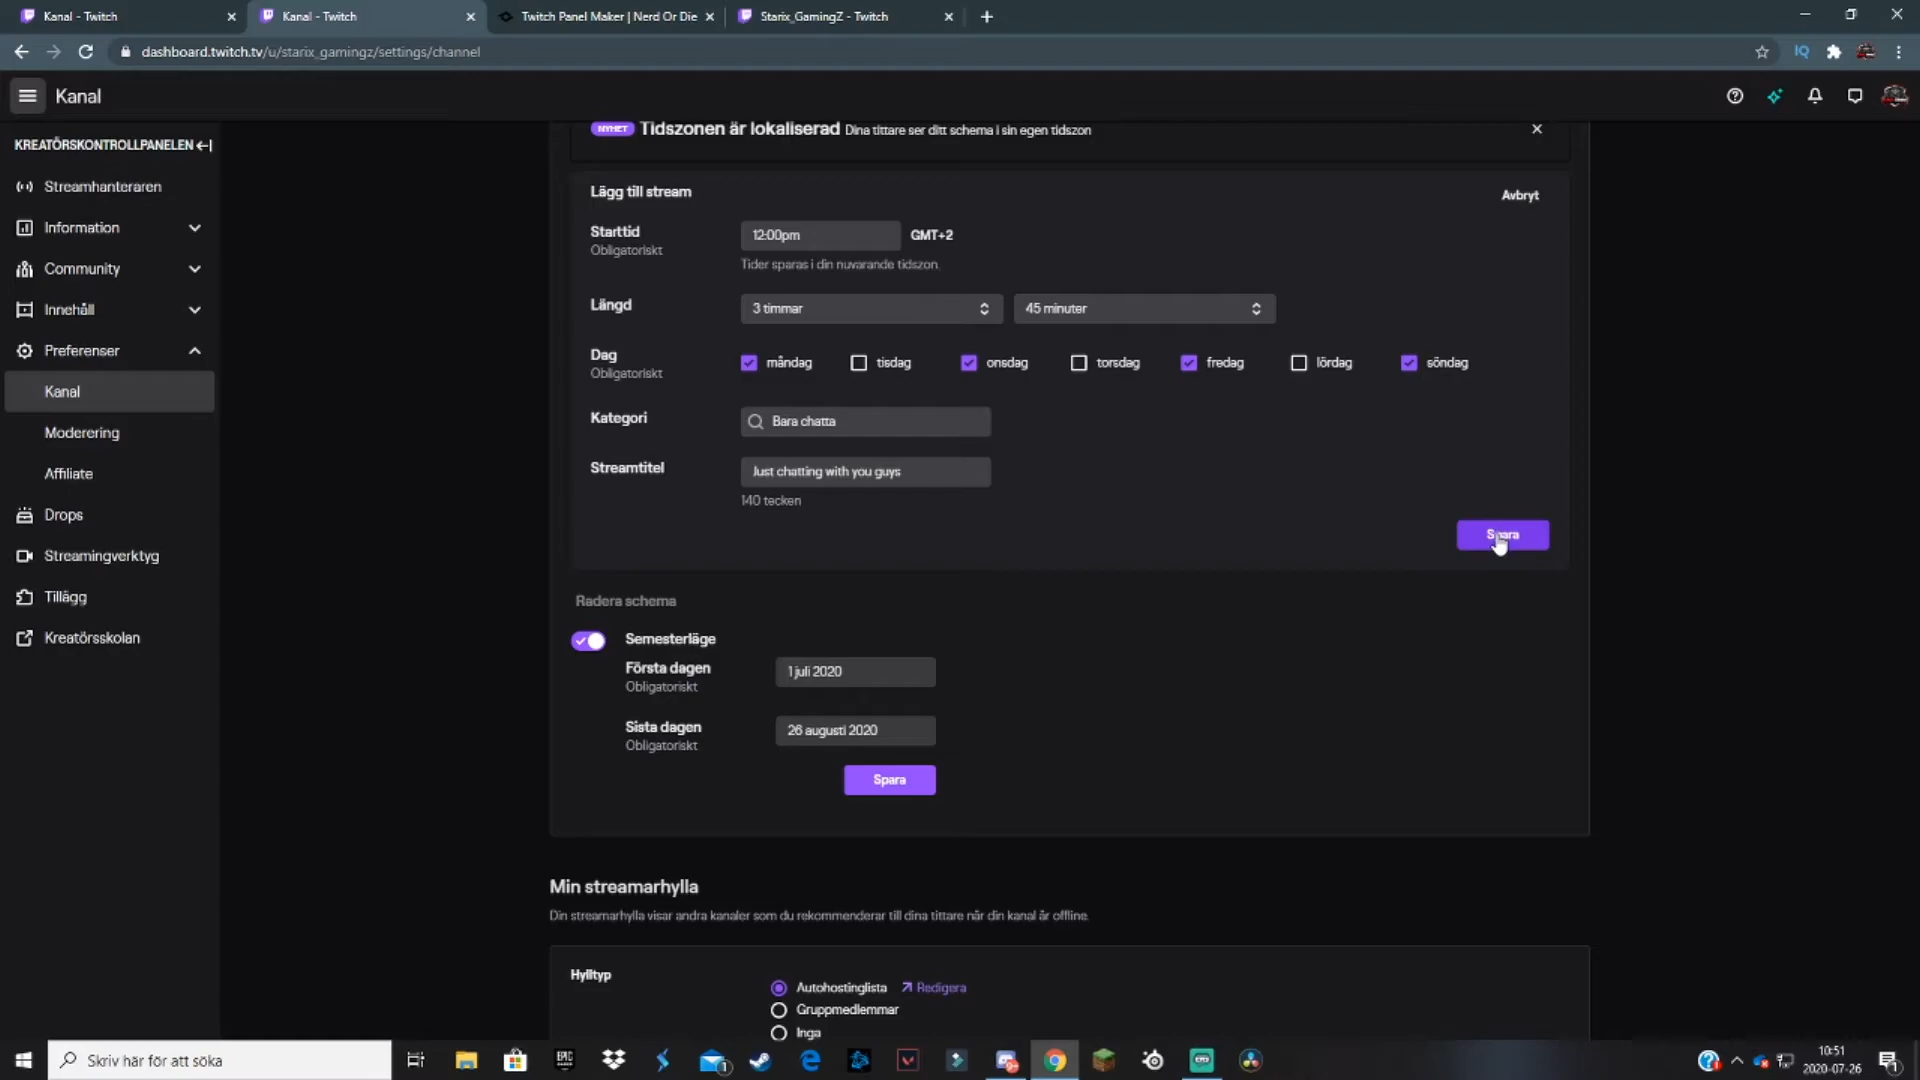 Kanal - Twitch
Kanal - Twitch
Twitch Panel Maker | Nerd Or Die
Starix_GamingZ - Twitch
dashboard.twitch.tv/u/starix_gamingz/settings/channel
IQ
Kanal
KREATÖRSKONTROLLPANELEN
Streamhanteraren
Information
Community
Innehåll
Preferenser
Kanal
Moderering
Affiliate
Drops
Streamingverktyg
Tillägg
Kreatörsskolan
NYHET Tidszonen är lokaliserad Dina tittare ser ditt schema i sin egen tidszon
Lägg till stream
Avbryt
Starttid
Obligatoriskt
12:00pm
GMT+2
Tider sparas i din nuvarande tidszon.
Längd
3 timmar
45 minuter
Dag
Obligatoriskt
måndag
tisdag
onsdag
torsdag
fredag
lördag
söndag
Kategori
Bara chatta
Streamtitel
Just chatting with you guys
140 tecken
Spara
Radera schema
Semesterläge
Första dagen
Obligatoriskt
1 juli 2020
Sista dagen
Obligatoriskt
26 augusti 2020
Spara
Min streamarhylla
Din streamarhylla visar andra kanaler som du rekommenderar till dina tittare när din kanal är offline.
Hylltyp
Autohostinglista
Redigera
Gruppmedlemmar
Inga
Skriv här för att söka
10:51
2020-07-26